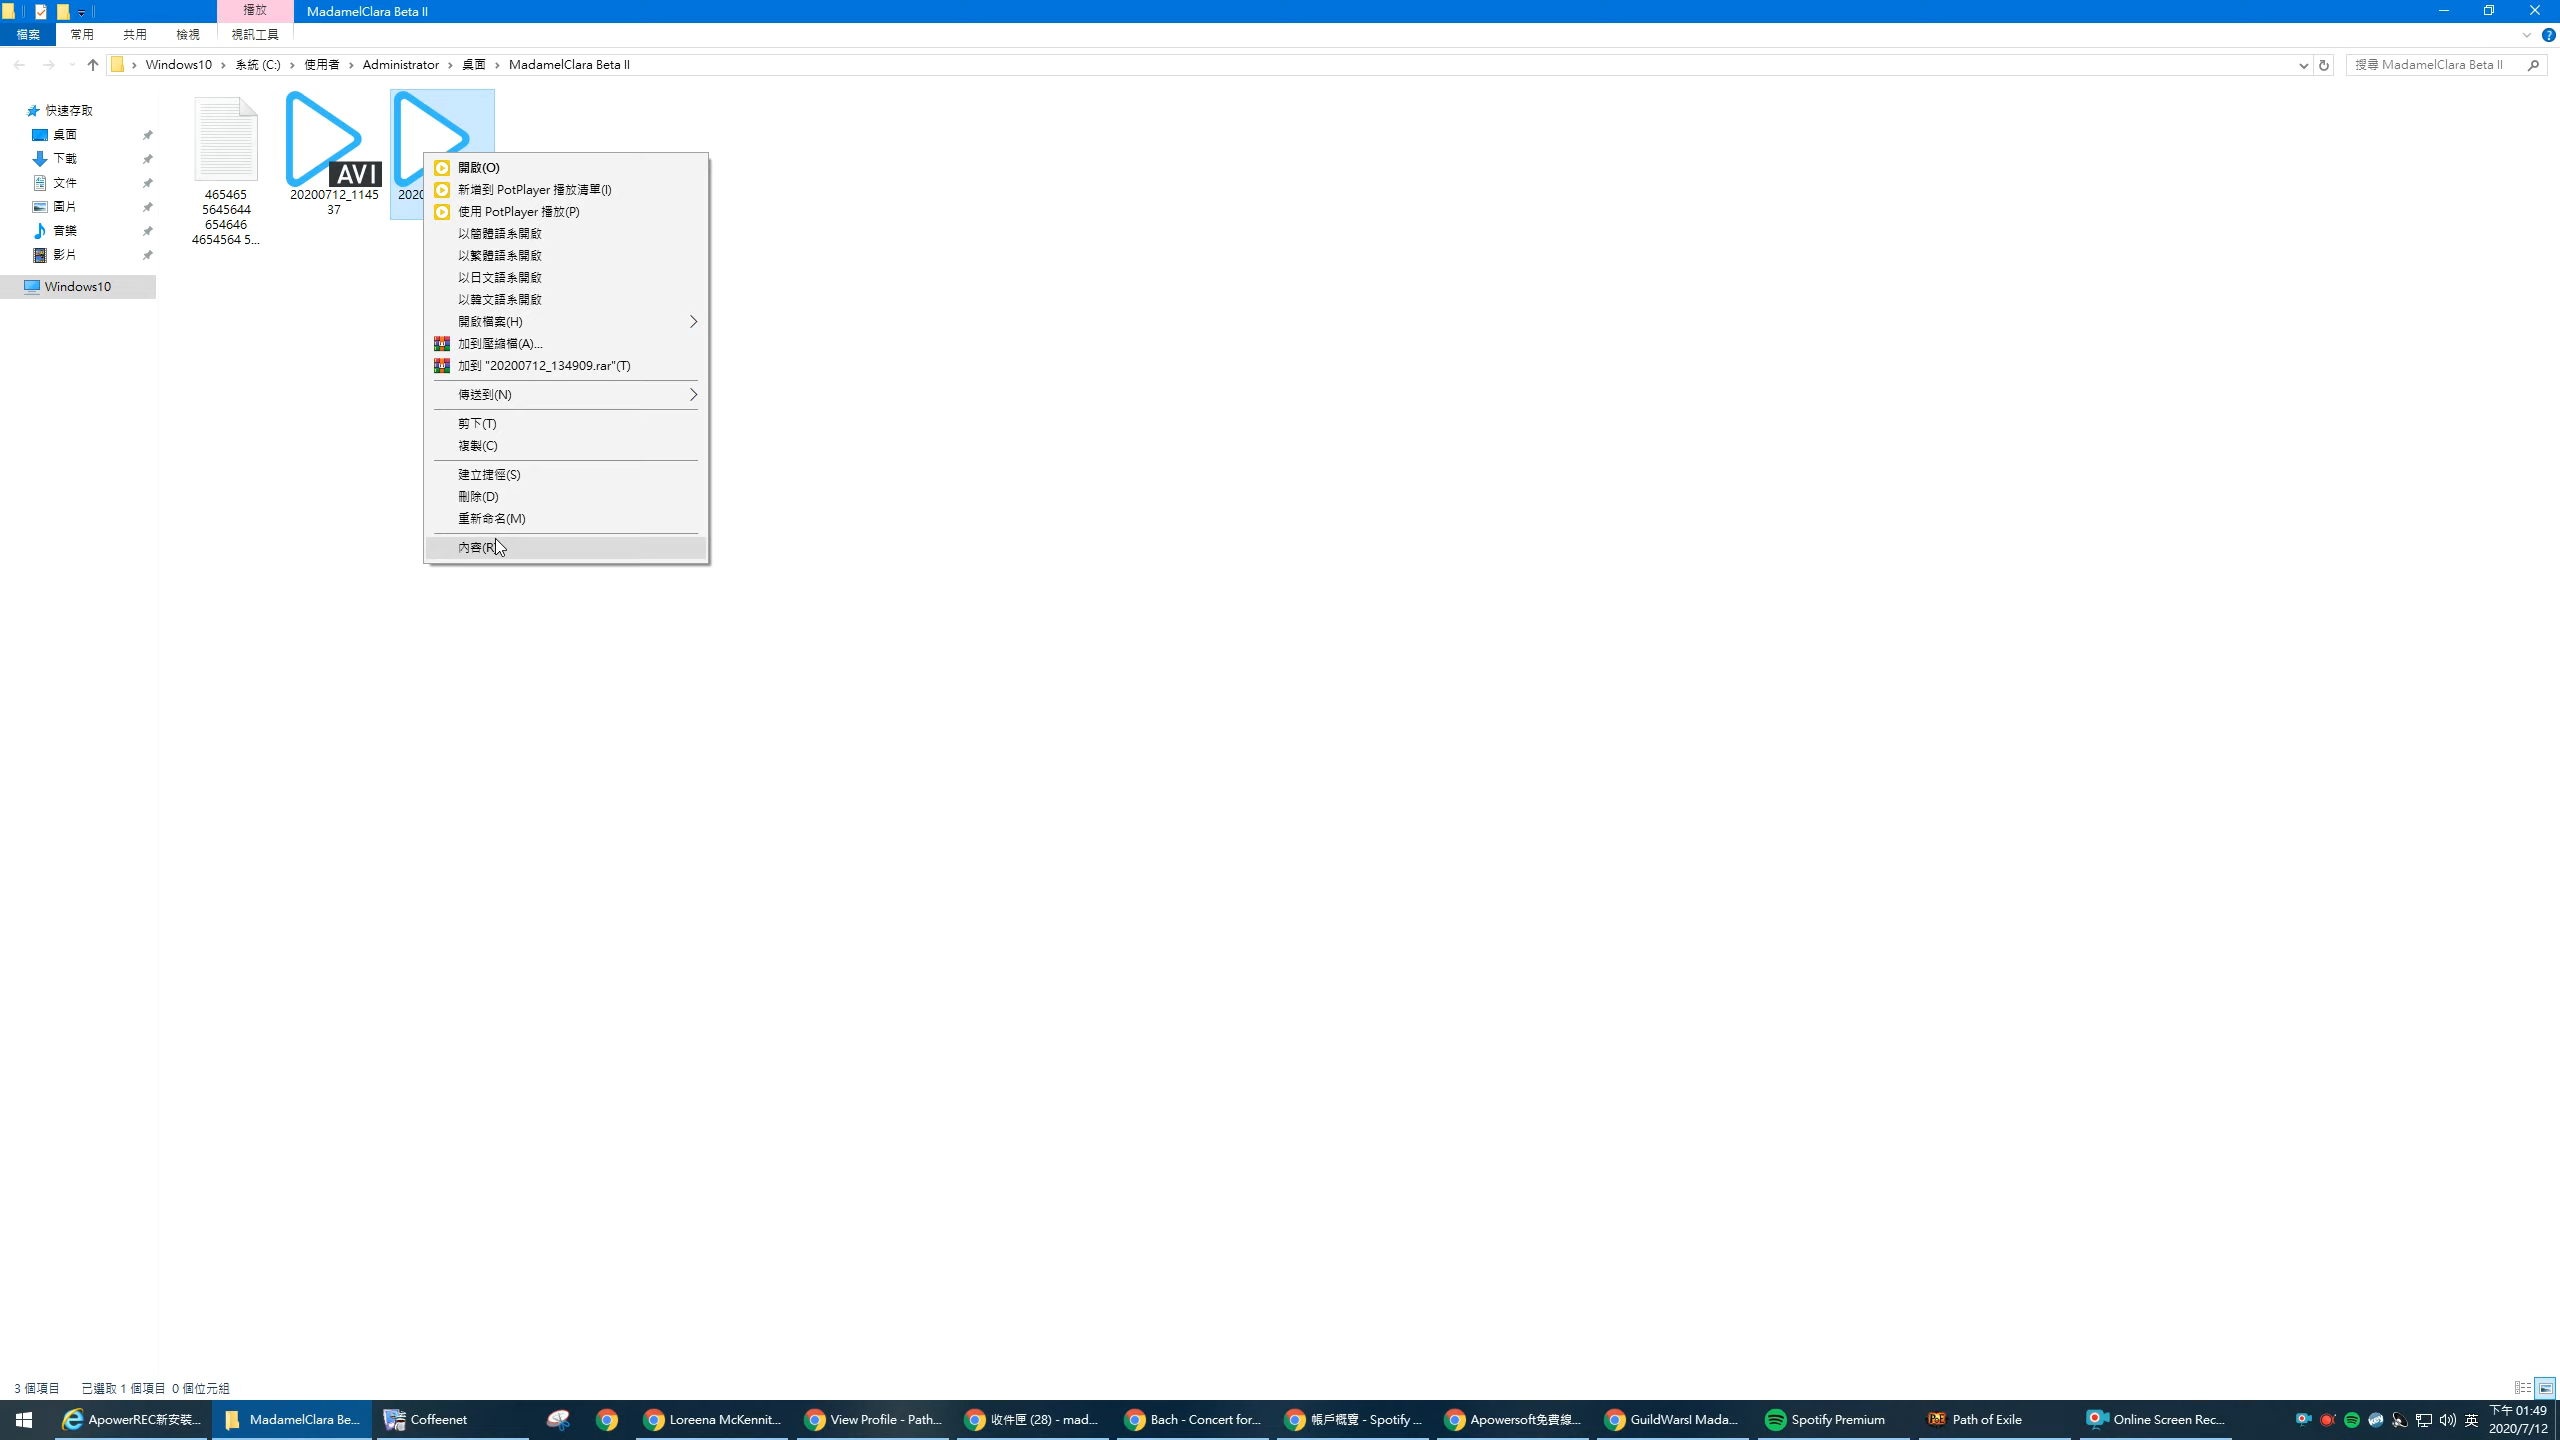 播放
MadamelClara Beta II
檔案
常用
共用
檢視
視訊工具
Windows10 › 系統 (C:) › 使用者 › Administrator › 桌面 › MadamelClara Beta II
搜尋 MadamelClara Beta II
快速存取
桌面
下載
文件
圖片
音樂
影片
Windows10
465465
5645644
654646
4654564 5...
AVI
20200712_1145
37
2020
開啟(O)
新增到 PotPlayer 播放清單(I)
使用 PotPlayer 播放(P)
以簡體語系開啟
以繁體語系開啟
以日文語系開啟
以韓文語系開啟
開啟檔案(H)
加到壓縮檔(A)...
加到 "20200712_134909.rar"(T)
傳送到(N)
剪下(T)
複製(C)
建立捷徑(S)
刪除(D)
重新命名(M)
內容(R)
3 個項目
已選取 1 個項目 0 個位元組
ApowerREC新安裝...
MadamelClara Be...
Coffeenet
Loreena McKennit...
View Profile - Path...
收件匣 (28) - mad...
Bach - Concert for...
帳戶概覽 - Spotify ...
Apowersoft免費線...
GuildWarsI Mada...
Spotify Premium
Path of Exile
Online Screen Rec...
英
下午 01:49
2020/7/12